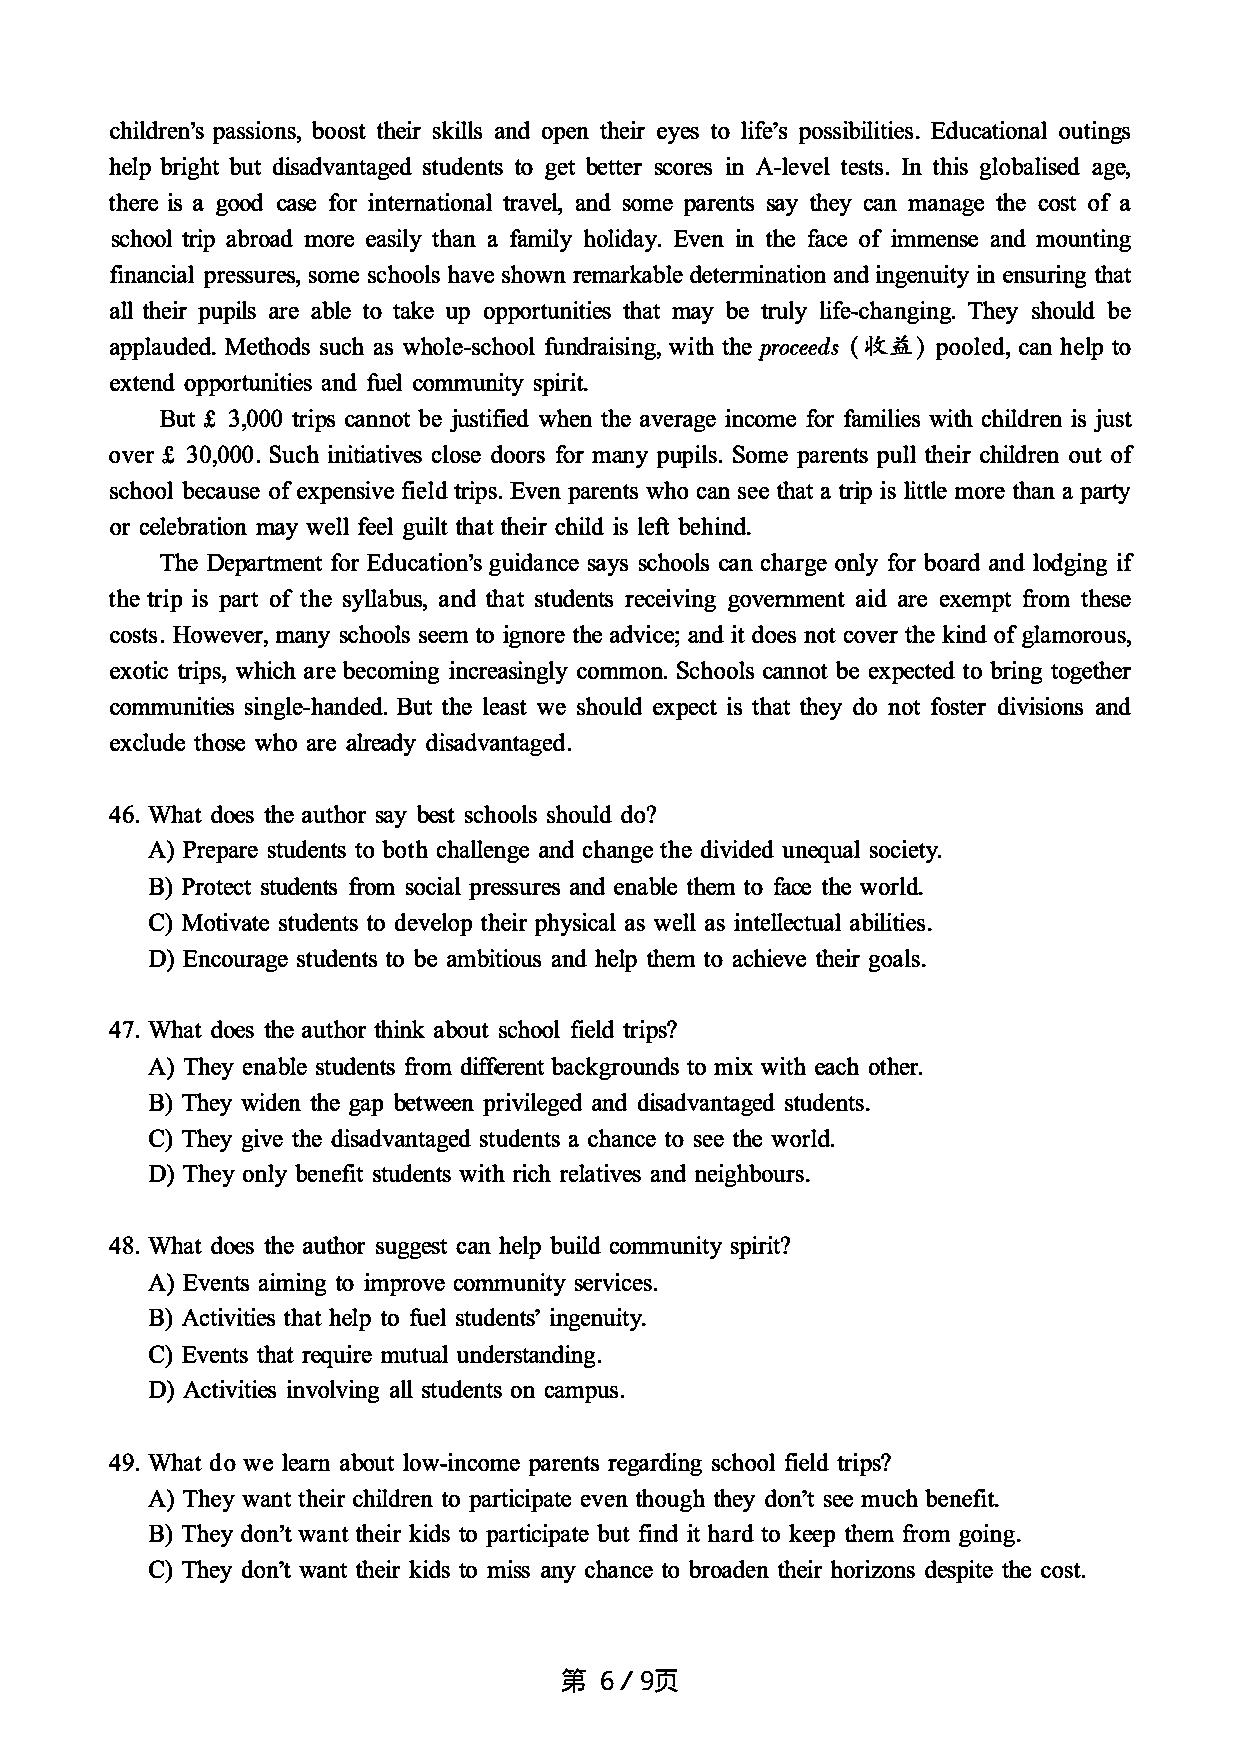 children’s passions, boost their skills and open their eyes to life’s possibilities. Educational outings
help bright but disadvantaged students to get better scores in A-level tests. In this globalised age,
there is a good case for international travel, and some parents say they can manage the cost of a
school trip abroad more easily than a family holiday. Even in the face of immense and mounting
financial pressures, some schools have shown remarkable determination and ingenuity in ensuring that
all their pupils are able to take up opportunities that may be truly life-changing. They should be
applauded. Methods such as whole-school fundraising, with the proceeds (收益) pooled, can help to
extend opportunities and fuel community spirit.
But £ 3,000 trips cannot be justified when the average income for families with children is just
over £ 30,000. Such initiatives close doors for many pupils. Some parents pull their children out of
school because of expensive field trips. Even parents who can see that a trip is little more than a party
or celebration may well feel guilt that their child is left behind.
The Department for Education’s guidance says schools can charge only for board and lodging if
the trip is part of the syllabus, and that students receiving government aid are exempt from these
costs. However, many schools seem to ignore the advice; and it does not cover the kind of glamorous,
exotic trips, which are becoming increasingly common. Schools cannot be expected to bring together
communities single-handed. But the least we should expect is that they do not foster divisions and
exclude those who are already disadvantaged.
46. What does the author say best schools should do?
A) Prepare students to both challenge and change the divided unequal society.
B) Protect students from social pressures and enable them to face the world.
C) Motivate students to develop their physical as well as intellectual abilities.
D) Encourage students to be ambitious and help them to achieve their goals.
47. What does the author think about school field trips?
A) They enable students from different backgrounds to mix with each other.
B) They widen the gap between privileged and disadvantaged students.
C) They give the disadvantaged students a chance to see the world.
D) They only benefit students with rich relatives and neighbours.
48. What does the author suggest can help build community spirit?
A) Events aiming to improve community services.
B) Activities that help to fuel students’ ingenuity.
C) Events that require mutual understanding.
D) Activities involving all students on campus.
49. What do we learn about low-income parents regarding school field trips?
A) They want their children to participate even though they don’t see much benefit.
B) They don’t want their kids to participate but find it hard to keep them from going.
C) They don’t want their kids to miss any chance to broaden their horizons despite the cost.
第 6 / 9页